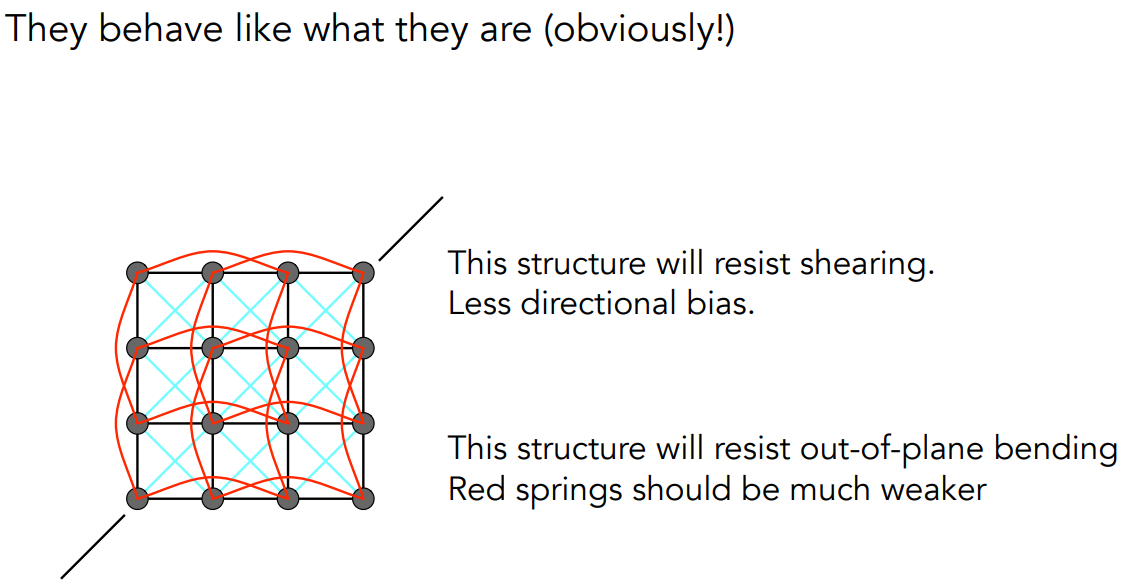 They behave like what they are (obviously!)
This structure will resist shearing.
Less directional bias.
This structure will resist out-of-plane bending
Red springs should be much weaker